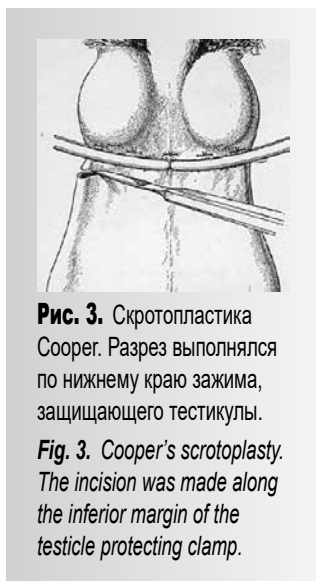 Рис. 3. Скротопластика
Cooper. Разрез выполнялся
по нижнему краю зажима,
защищающего тестикулы.
Fig. 3. Cooper's scrotoplasty.
The incision was made along
the inferior margin of the
testicle protecting clamp.